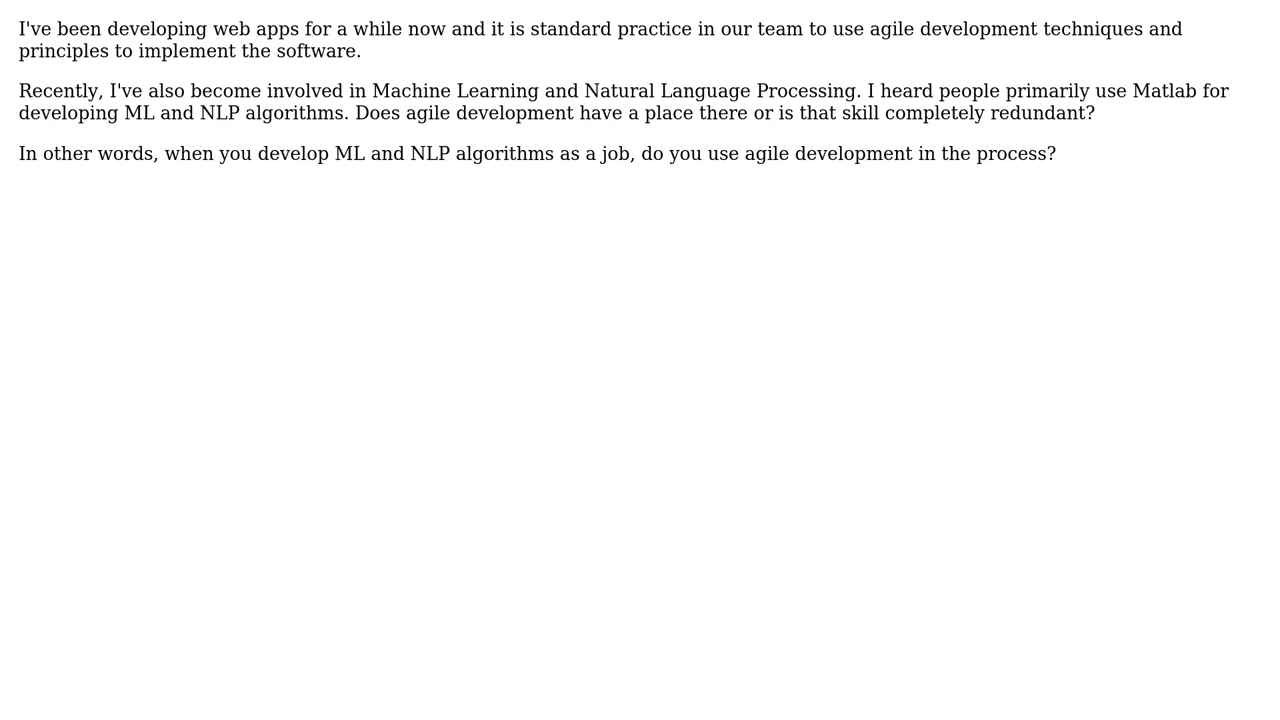 I've been developing web apps for a while now and it is standard practice in our team to use agile development techniques and
principles to implement the software.
Recently, I've also become involved in Machine Learning and Natural Language Processing. I heard people primarily use Matlab for
developing ML and NLP algorithms. Does agile development have a place there or is that skill completely redundant?
In other words, when you develop ML and NLP algorithms as a job, do you use agile development in the process?